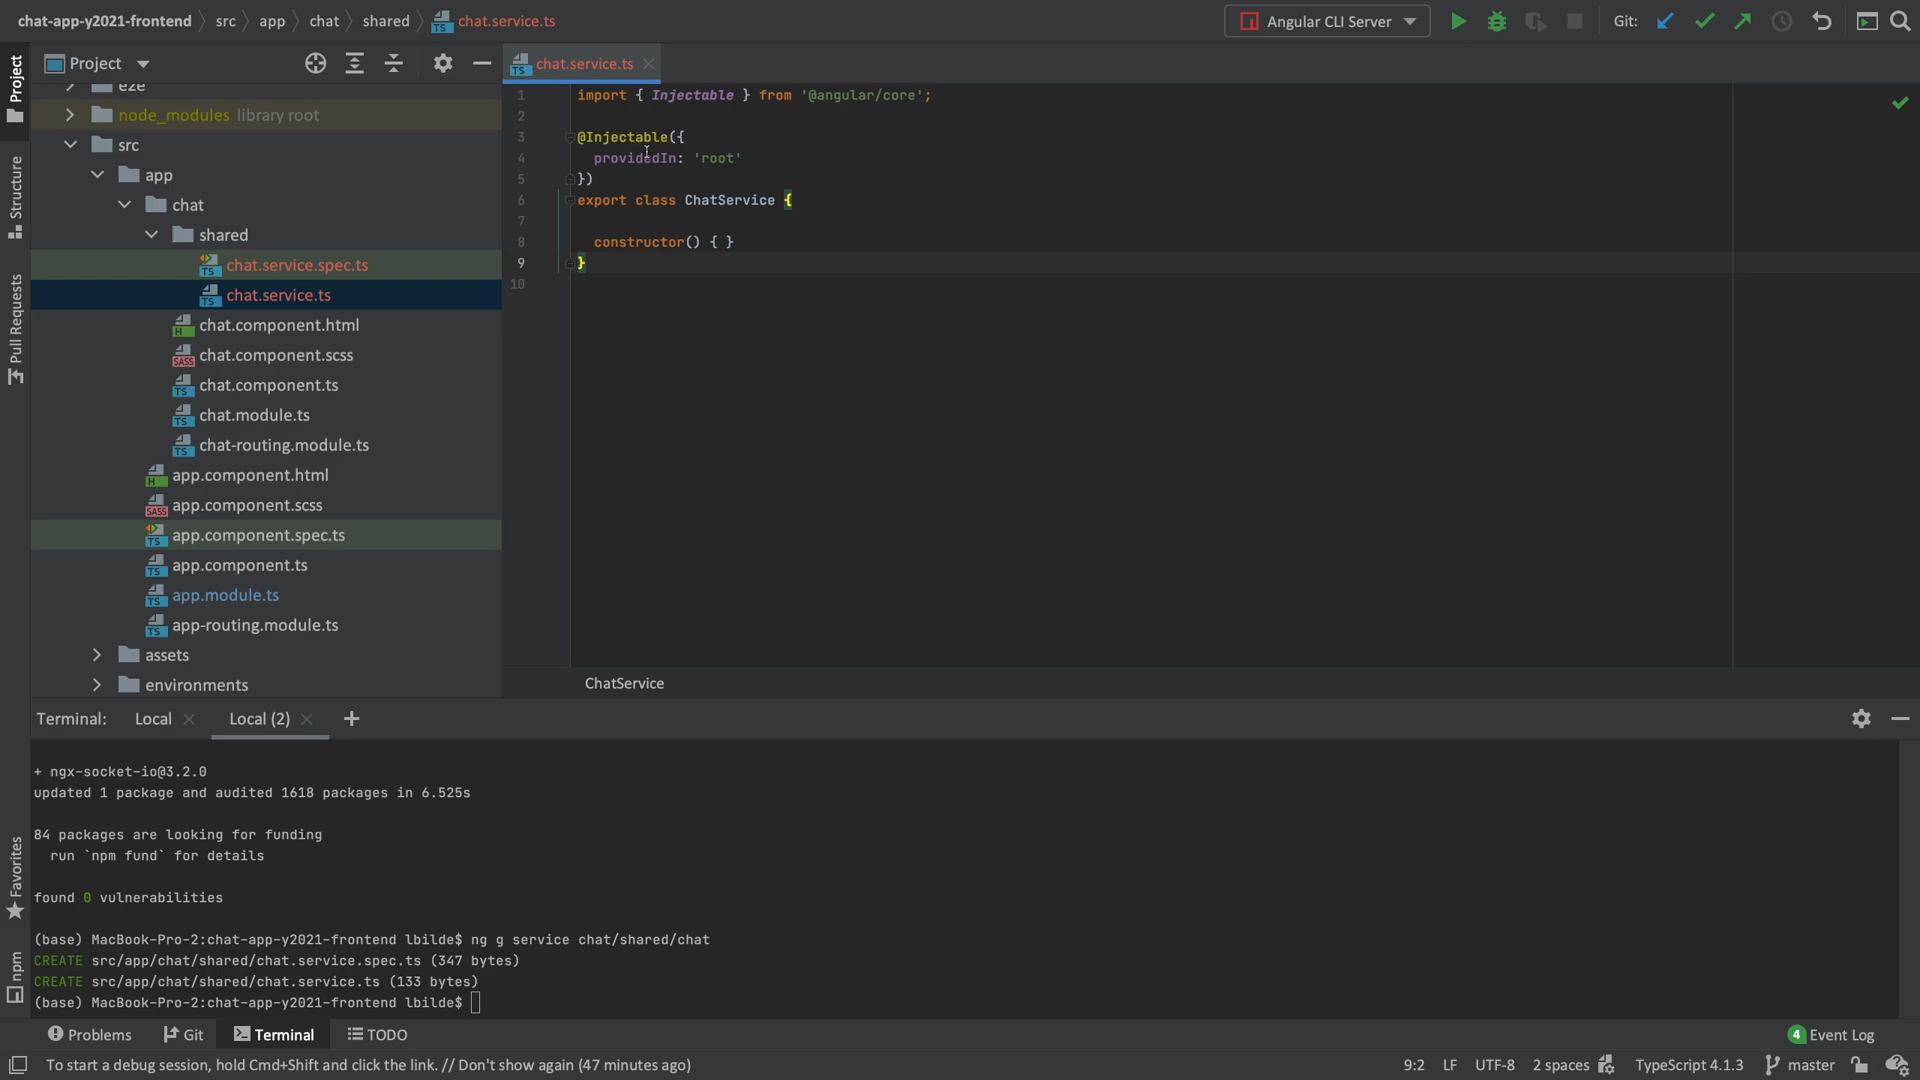 chat-app-y2021-frontend src app chat shared chat.service.ts Angular CLI Server Git:
Project chat.service.ts
Project
Structure
Pull Requests
Favorites
npm
eze
node_modules library root
src
app
chat
shared
chat.service.spec.ts
chat.service.ts
chat.component.html
chat.component.scss
chat.component.ts
chat.module.ts
chat-routing.module.ts
app.component.html
app.component.scss
app.component.spec.ts
app.component.ts
app.module.ts
app-routing.module.ts
assets
environments
1 import { Injectable } from '@angular/core';
2
3 @Injectable({
4 providedIn: 'root'
5 })
6 export class ChatService {
7
8 constructor() { }
9 }
10
ChatService
Terminal: Local Local (2)
+ ngx-socket-io@3.2.0
updated 1 package and audited 1618 packages in 6.525s
84 packages are looking for funding
run `npm fund` for details
found 0 vulnerabilities
(base) MacBook-Pro-2:chat-app-y2021-frontend lbilde$ ng g service chat/shared/chat
CREATE src/app/chat/shared/chat.service.spec.ts (347 bytes)
CREATE src/app/chat/shared/chat.service.ts (133 bytes)
(base) MacBook-Pro-2:chat-app-y2021-frontend lbilde$
Problems Git Terminal TODO 4 Event Log
To start a debug session, hold Cmd+Shift and click the link. // Don't show again (47 minutes ago) 9:2 LF UTF-8 2 spaces TypeScript 4.1.3 master